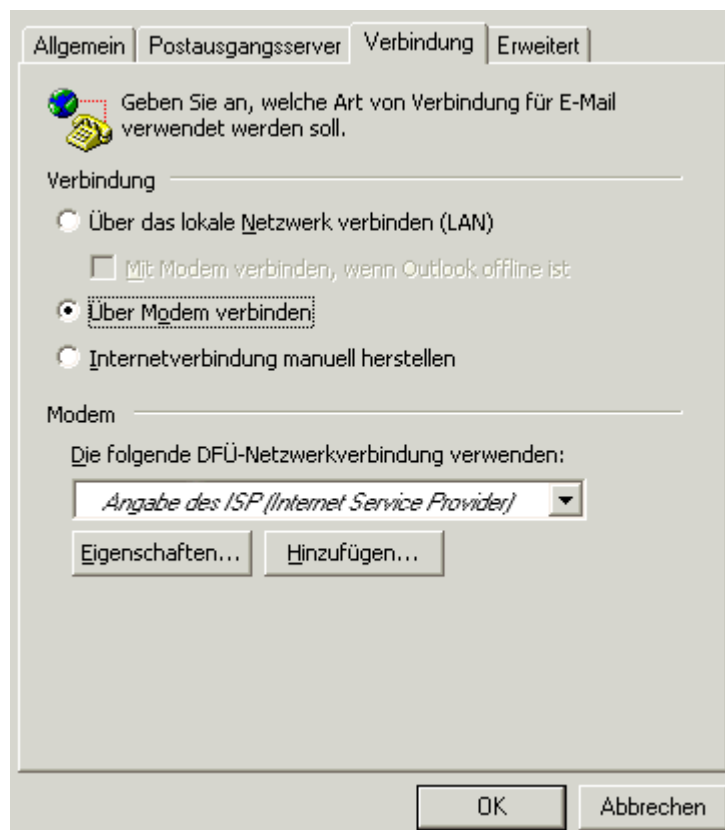 Allgemein Postausgangsserver Verbindung Erweitert
Geben Sie an, welche Art von Verbindung für E-Mail
verwendet werden soll.
Verbindung
Über das lokale Netzwerk verbinden (LAN)
Mit Modem verbinden, wenn Outlook offline ist
Über Modem verbinden
Internetverbindung manuell herstellen
Modem
Die folgende DFÜ-Netzwerkverbindung verwenden:
Angabe des ISP (Internet Service Provider)
Eigenschaften... Hinzufügen...
OK Abbrechen